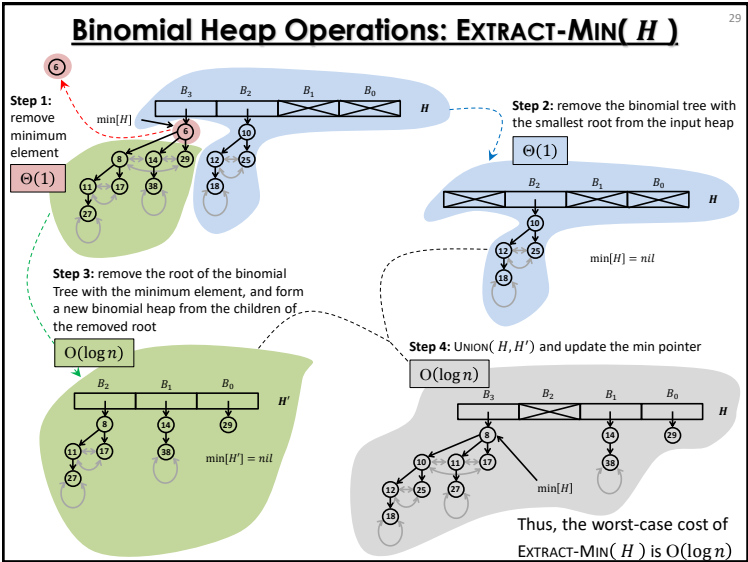 29
Binomial Heap Operations: EXTRACT-MIN( H )
6
Step 1:
remove
minimum
element
Θ(1)
min[H]
B3 B2 B1 B0
H
6 10
8 14 29 12 25
11 17 38 18
27
Step 2: remove the binomial tree with
the smallest root from the input heap
Θ(1)
B2 B1 B0
H
10
12 25
18
min[H] = nil
Step 3: remove the root of the binomial
Tree with the minimum element, and form
a new binomial heap from the children of
the removed root
O(log n)
B2 B1 B0
H′
8 14 29
11 17 38
27
min[H′] = nil
Step 4: UNION( H, H′) and update the min pointer
O(log n)
B3 B2 B1 B0
H
8 14 29
10 11 17 38
12 25 27
18
min[H]
Thus, the worst-case cost of
EXTRACT-MIN( H ) is O(log n)